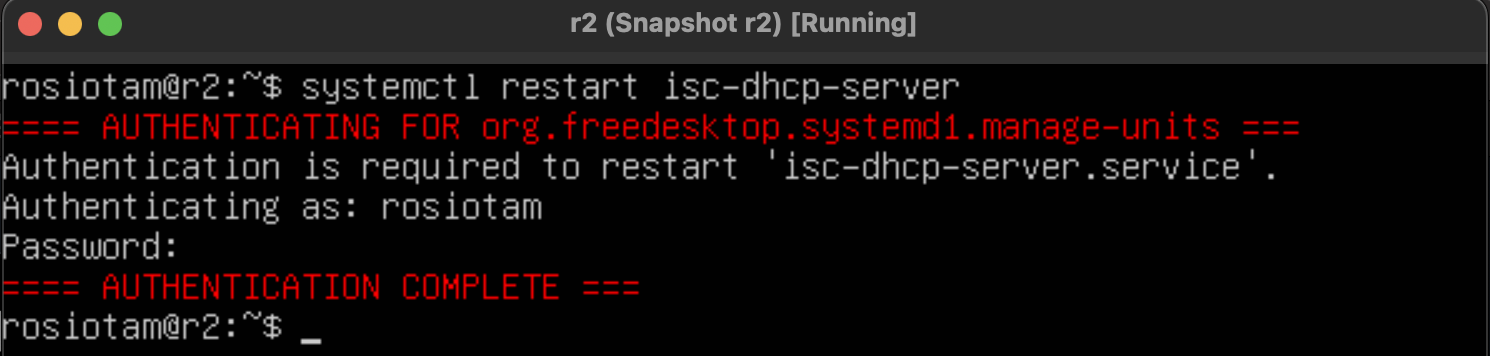 r2 (Snapshot r2) [Running]
rosiotam@r2:~$ systemctl restart isc-dhcp-server
==== AUTHENTICATING FOR org.freedesktop.systemd1.manage-units ===
Authentication is required to restart 'isc-dhcp-server.service'.
Authenticating as: rosiotam
Password:
==== AUTHENTICATION COMPLETE ===
rosiotam@r2:~$ _